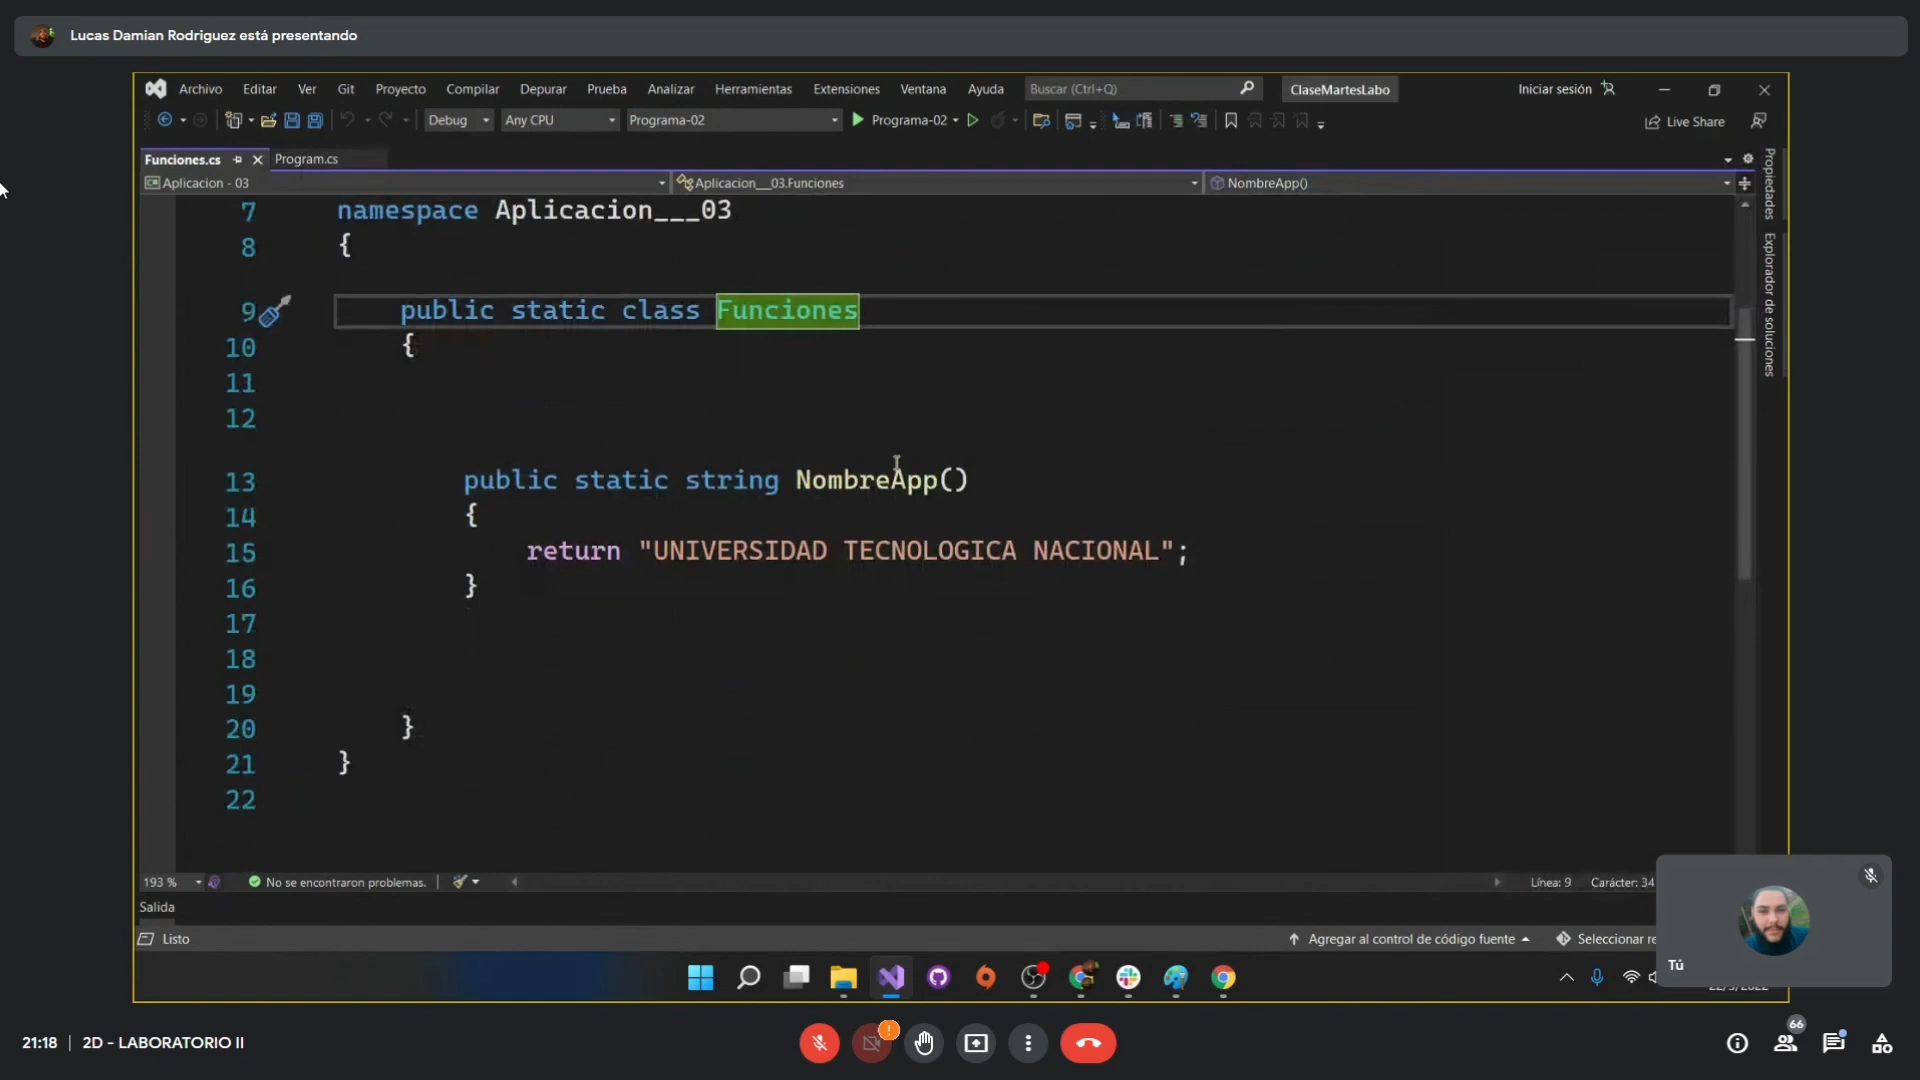 Lucas Damian Rodriguez está presentando
Archivo Editar Ver Git Proyecto Compilar Depurar Prueba Analizar Herramientas Extensiones Ventana Ayuda Buscar (Ctrl+Q) ClaseMartesLabo Iniciar sesión
Debug Any CPU Programa-02 Programa-02 Live Share
Funciones.cs Program.cs
Aplicacion - 03 Aplicacion___03.Funciones NombreApp()
Propiedades
Explorador de soluciones
7 namespace Aplicacion___03
8 {
9 public static class Funciones
10 {
11
12
13 public static string NombreApp()
14 {
15 return "UNIVERSIDAD TECNOLOGICA NACIONAL";
16 }
17
18
19
20 }
21 }
22
193 % No se encontraron problemas. Línea: 9 Carácter: 34
Salida
Listo Agregar al control de código fuente Seleccionar re
Tú
21:18 | 2D - LABORATORIO II
66